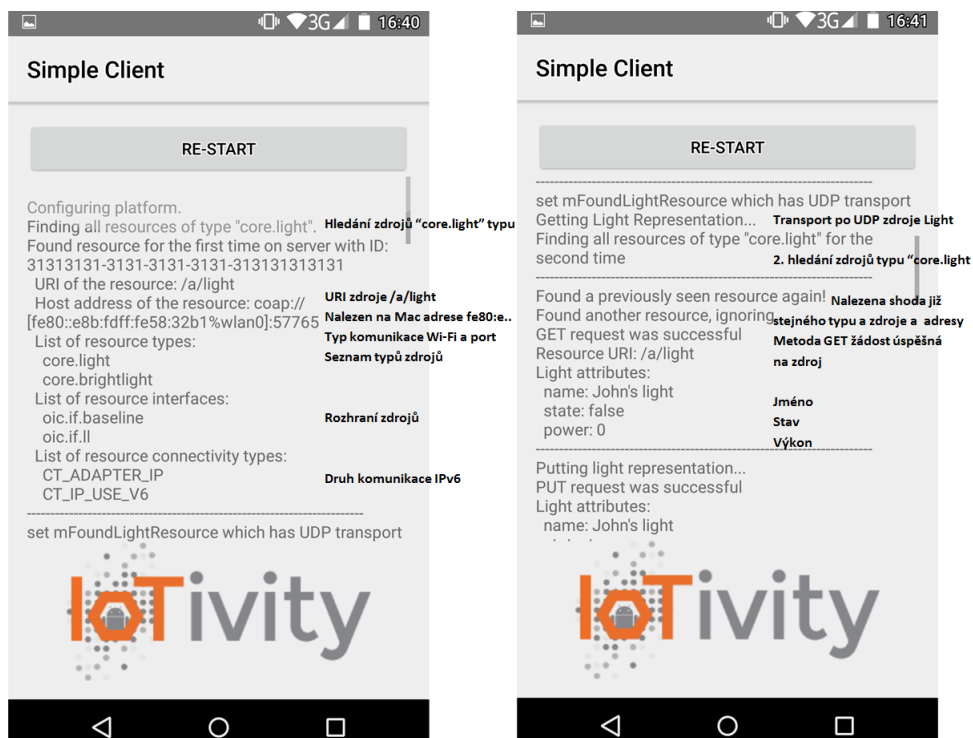 3G 16:40
Simple Client
RE-START
Configuring platform.
Finding all resources of type "core.light".
Hledání zdrojů “core.light” typu
Found resource for the first time on server with ID:
31313131-3131-3131-3131-313131313131
URI of the resource: /a/light
URI zdroje /a/light
Host address of the resource: coap://
[fe80::e8b:fdff:fe58:32b1%wlan0]:57765
Nalezen na Mac adrese fe80:e..
Typ komunikace Wi-Fi a port
List of resource types:
Seznam typů zdrojů
core.light
core.brightlight
List of resource interfaces:
oic.if.baseline
Rozhraní zdrojů
oic.if.ll
List of resource connectivity types:
CT_ADAPTER_IP
Druh komunikace IPv6
CT_IP_USE_V6
set mFoundLightResource which has UDP transport
IoTivity
3G 16:41
Simple Client
RE-START
set mFoundLightResource which has UDP transport
Getting Light Representation...
Transport po UDP zdroje Light
Finding all resources of type "core.light" for the
second time
2. hledání zdrojů typu “core.light
Found a previously seen resource again!
Nalezena shoda již
Found another resource, ignoring
stejného typu a zdroje a adresy
GET request was successful
Metoda GET žádost úspěšná
Resource URI: /a/light
na zdroj
Light attributes:
name: John's light
Jméno
state: false
Stav
power: 0
Výkon
Putting light representation...
PUT request was successful
Light attributes:
name: John's light
IoTivity